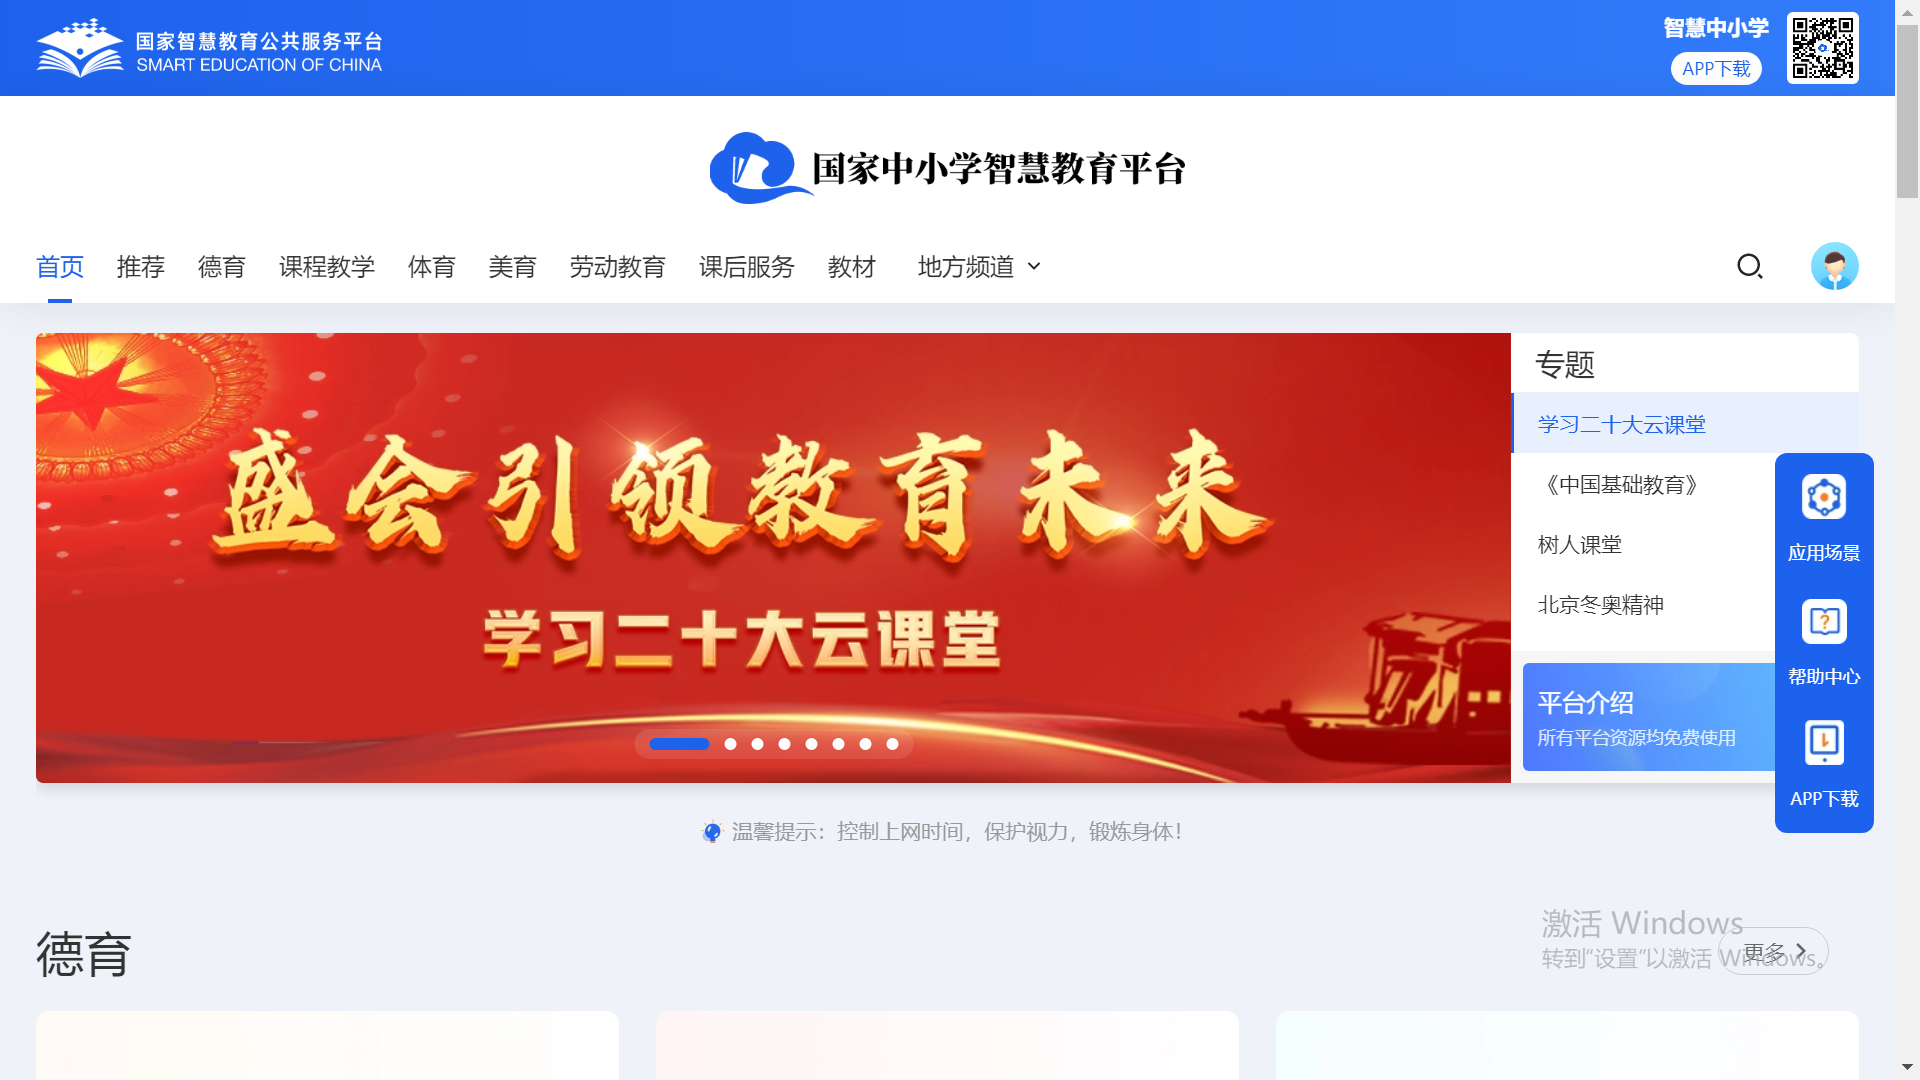 国家智慧教育公共服务平台
SMART EDUCATION OF CHINA
智慧中小学
APP下载
国家中小学智慧教育平台
首页 推荐 德育 课程教学 体育 美育 劳动教育 课后服务 教材 地方频道
盛会引领教育未来
学习二十大云课堂
专题
学习二十大云课堂
《中国基础教育》
树人课堂
北京冬奥精神
平台介绍
所有平台资源均免费使用
应用场景
帮助中心
APP下载
温馨提示：控制上网时间，保护视力，锻炼身体！
德育
更多
激活 Windows
转到“设置”以激活 Windows。